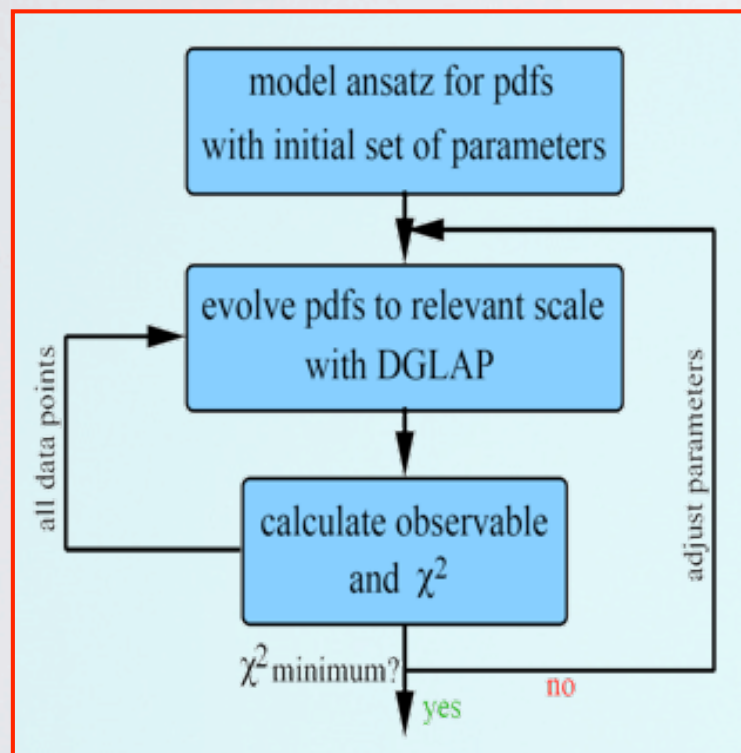 model ansatz for pdfs
with initial set of parameters
evolve pdfs to relevant scale
with DGLAP
all data points
adjust parameters
calculate observable
and χ²
χ² minimum?
no
yes